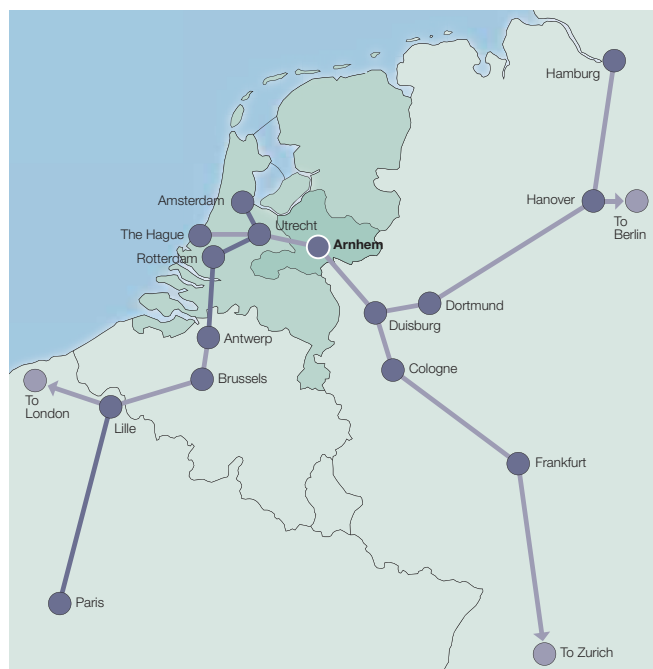 Hamburg
Amsterdam
Hanover
To
Berlin
Utrecht
The Hague
Arnhem
Rotterdam
Dortmund
Duisburg
Antwerp
Cologne
Brussels
To
London
Lille
Frankfurt
Paris
To Zurich